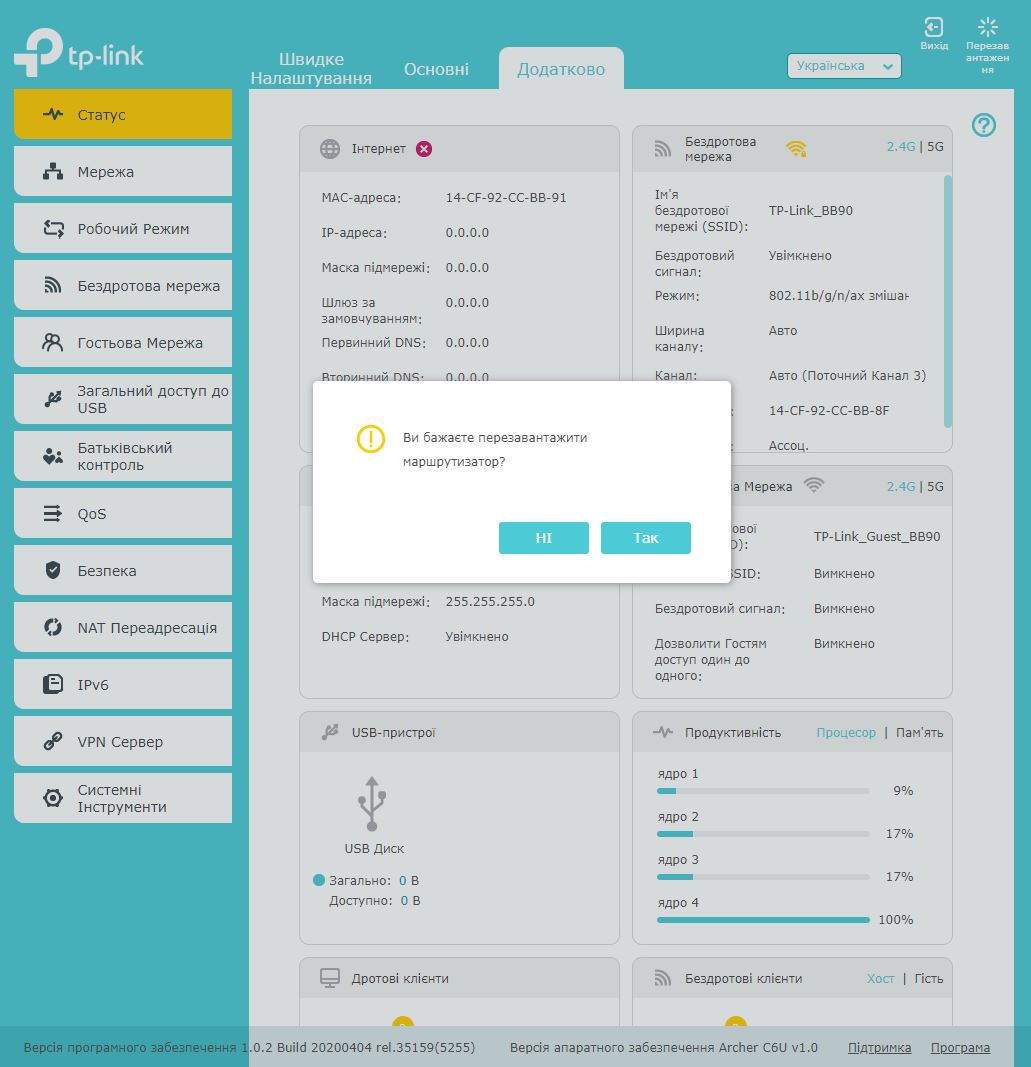 tp-link
Швидке
Налаштування
Основні
Додатково
Українська
Вихід
Перезав
антажен
ня
Статус
Мережа
Робочий Режим
Бездротова мережа
Гостьова Мережа
Загальний доступ до
USB
Батьківський
контроль
QoS
Безпека
NAT Переадресація
IPv6
VPN Сервер
Системні
Інструменти
Інтернет
MAC-адреса: 14-CF-92-CC-BB-91
IP-адреса: 0.0.0.0
Маска підмережі: 0.0.0.0
Шлюз за 0.0.0.0
замовчуванням:
Первинний DNS: 0.0.0.0
Вторинний DNS: 0.0.0.0
Бездротова
мережа
2.4G | 5G
Ім'я
бездротової TP-Link_BB90
мережі (SSID):
Бездротовий Увімкнено
сигнал:
Режим: 802.11b/g/n/ax змішан
Ширина Авто
каналу:
Канал: Авто (Поточний Канал 3)
: 14-CF-92-CC-BB-8F
: Ассоц.
Ви бажаєте перезавантажити
маршрутизатор?
НІ
Так
Маска підмережі: 255.255.255.0
DHCP Сервер: Увімкнено
ва Мережа 2.4G | 5G
ової TP-Link_Guest_BB90
D):
SSID: Вимкнено
Бездротовий сигнал: Вимкнено
Дозволити Гостям Вимкнено
доступ один до
одного:
USB-пристрої
USB Диск
Загально: 0 B
Доступно: 0 B
Продуктивність Процесор | Пам'ять
ядро 1
9%
ядро 2
17%
ядро 3
17%
ядро 4
100%
Дротові клієнти
Бездротові клієнти Хост | Гість
Версія програмного забезпечення 1.0.2 Build 20200404 rel.35159(5255) Версія апаратного забезпечення Archer C6U v1.0 Підтримка Програма